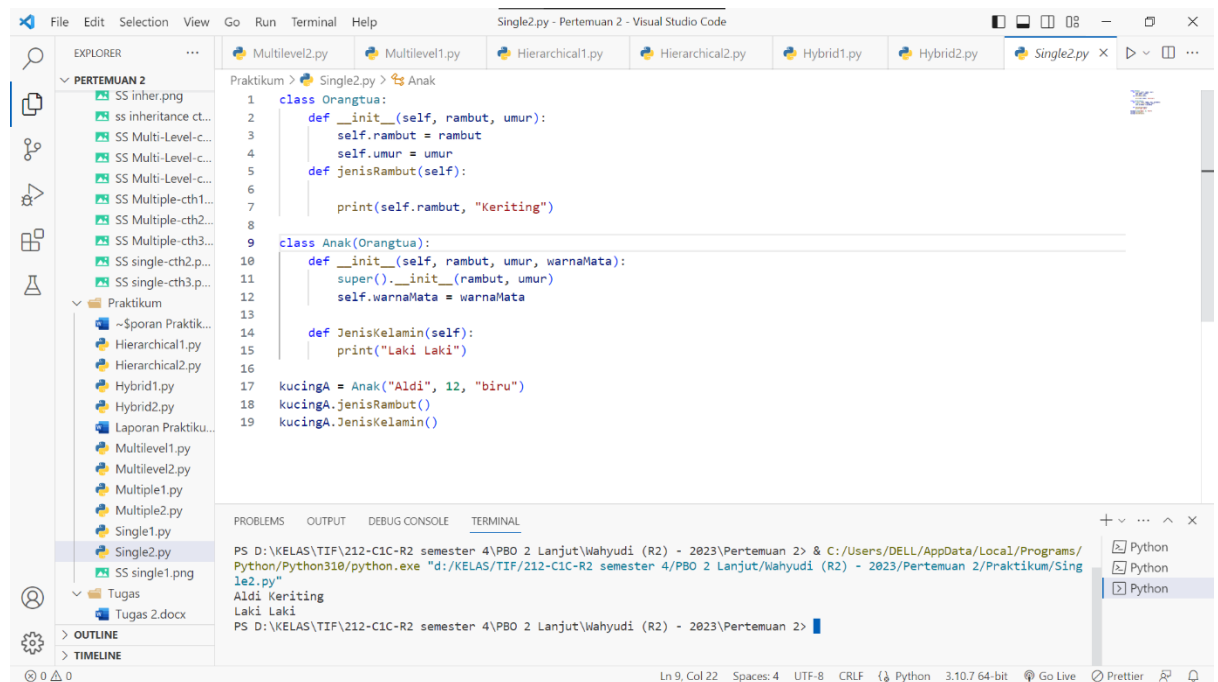 File Edit Selection View Go Run Terminal Help Single2.py - Pertemuan 2 - Visual Studio Code
EXPLORER
Multilevel2.py Multilevel1.py Hierarchical1.py Hierarchical2.py Hybrid1.py Hybrid2.py Single2.py
PERTEMUAN 2
SS inher.png
ss inheritance ct...
SS Multi-Level-c...
SS Multi-Level-c...
SS Multi-Level-c...
SS Multiple-cth1...
SS Multiple-cth2...
SS Multiple-cth3...
SS single-cth2.p...
SS single-cth3.p...
Praktikum
~$poran Praktik...
Hierarchical1.py
Hierarchical2.py
Hybrid1.py
Hybrid2.py
Laporan Praktiku...
Multilevel1.py
Multilevel2.py
Multiple1.py
Multiple2.py
Single1.py
Single2.py
SS single1.png
Tugas
Tugas 2.docx
OUTLINE
TIMELINE
Praktikum > Single2.py > Anak
1 class Orangtua:
2     def __init__(self, rambut, umur):
3         self.rambut = rambut
4         self.umur = umur
5     def jenisRambut(self):
6
7         print(self.rambut, "Keriting")
8
9 class Anak(Orangtua):
10     def __init__(self, rambut, umur, warnaMata):
11         super().__init__(rambut, umur)
12         self.warnaMata = warnaMata
13
14     def JenisKelamin(self):
15         print("Laki Laki")
16
17 kucingA = Anak("Aldi", 12, "biru")
18 kucingA.jenisRambut()
19 kucingA.JenisKelamin()
PROBLEMS OUTPUT DEBUG CONSOLE TERMINAL
PS D:\KELAS\TIF\212-C1C-R2 semester 4\PBO 2 Lanjut\Wahyudi (R2) - 2023\Pertemuan 2> & C:/Users/DELL/AppData/Local/Programs/
Python/Python310/python.exe "d:/KELAS/TIF/212-C1C-R2 semester 4/PBO 2 Lanjut/Wahyudi (R2) - 2023/Pertemuan 2/Praktikum/Sing
le2.py"
Aldi Keriting
Laki Laki
PS D:\KELAS\TIF\212-C1C-R2 semester 4\PBO 2 Lanjut\Wahyudi (R2) - 2023\Pertemuan 2>
Python
Python
Python
0 0 Ln 9, Col 22 Spaces: 4 UTF-8 CRLF Python 3.10.7 64-bit Go Live Prettier